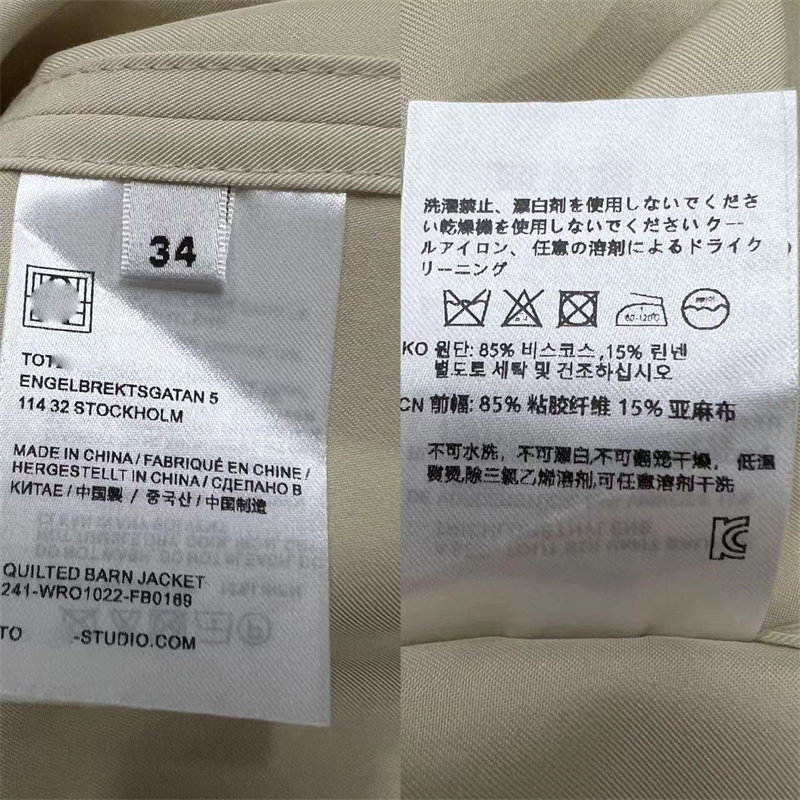 34
TOT
ENGELBREKTSGATAN 5
114 32 STOCKHOLM
MADE IN CHINA / FABRIQUÉ EN CHINE /
HERGESTELLT IN CHINA / СДЕЛАНО В
КИТАЕ / 中国製 / 중국산 / 中国制造
QUILTED BARN JACKET
241-WRO1022-FB0169
TO -STUDIO.COM
洗濯禁止、漂白剤を使用しないでくださ
い乾燥機を使用しないでください クー
ルアイロン、 任意の溶剤によるドライク
リーニング
60-120°C
KO 원단: 85% 비스코스 ,15% 린넨
별도로 세탁 및 건조하십시오
CN 前幅: 85% 粘胶纤维 15% 亚麻布
不可水洗，不可漂白,不可翻笼干燥， 低温
熨烫,除三氯乙烯溶剂,可任意溶剂干洗